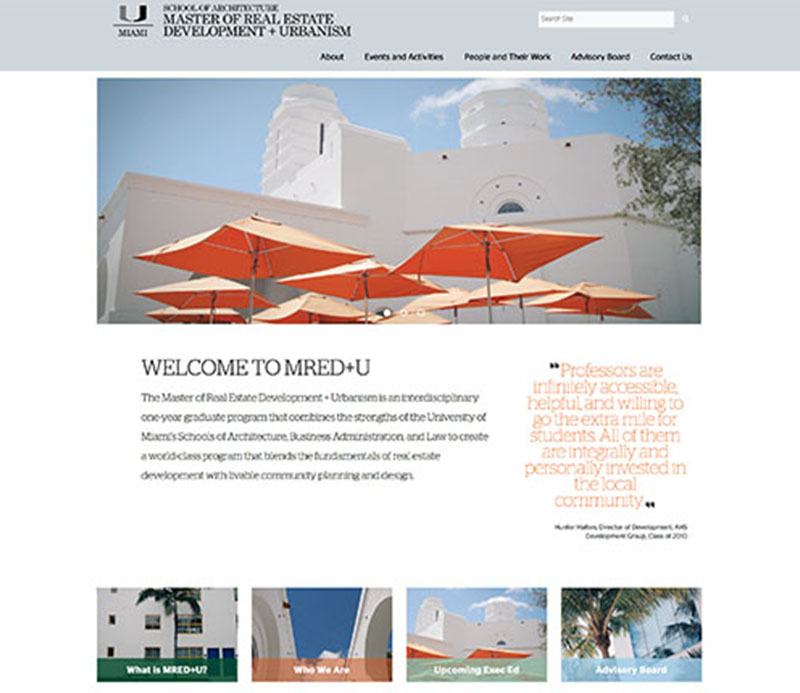 SCHOOL OF ARCHITECTURE
MASTER OF REAL ESTATE
DEVELOPMENT + URBANISM
MIAMI
Search Site
About Events and Activities People and Their Work Advisory Board Contact Us
WELCOME TO MRED+U
The Master of Real Estate Development + Urbanism is an interdisciplinary
one-year graduate program that combines the strengths of the University of
Miami's Schools of Architecture, Business Administration, and Law to create
a world-class program that blends the fundamentals of real estate
development with livable community planning and design.
"Professors are
infinitely accessible,
helpful, and willing to
go the extra mile for
students. All of them
are integrally and
personally invested in
the local
community."
Hunter Director of Development,
Development Group, Class of 2010
What is MRED+U?
Who We Are
Upcoming Exec Ed
Advisory Board